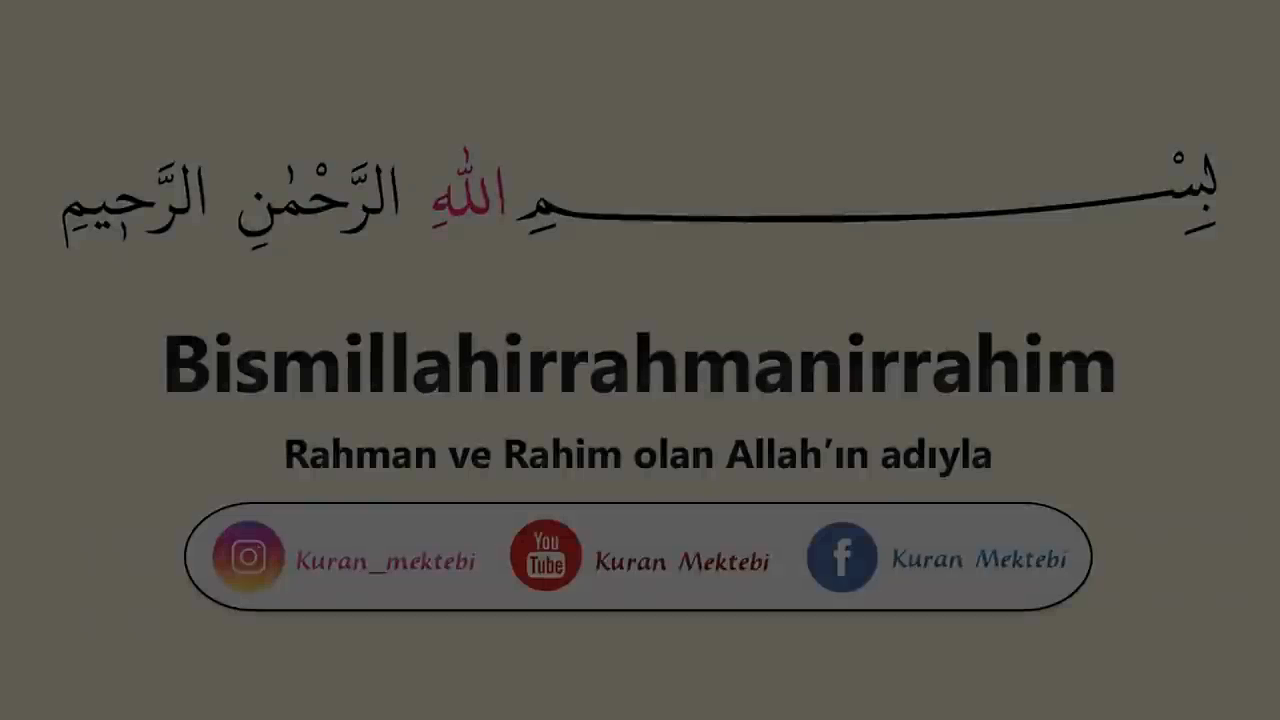 بِسْمِ اللّٰهِ الرَّحْمٰنِ الرَّح۪يمِ
Bismillahirrahmanirrahim
Rahman ve Rahim olan Allah’ın adıyla
Kuran_mektebi You Tube Kuran Mektebi f Kuran Mektebi